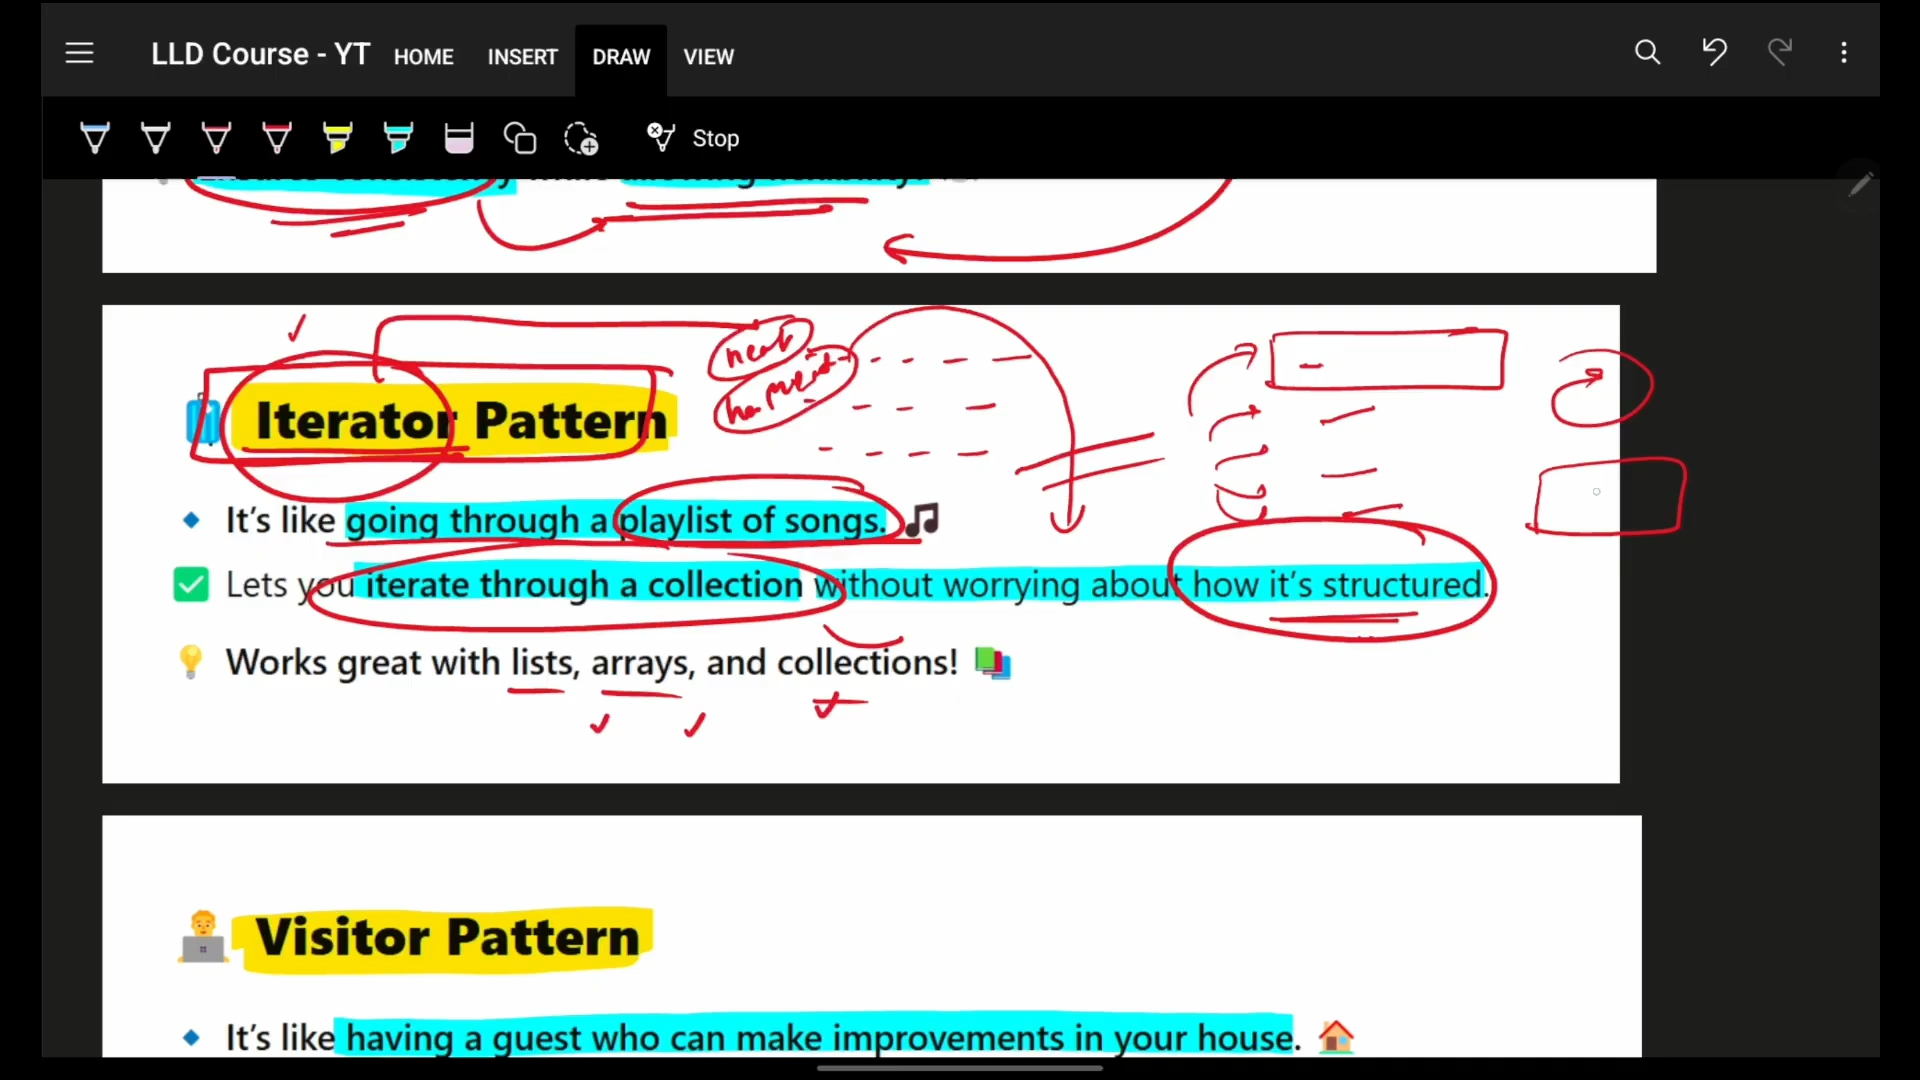 LLD Course - YT HOME INSERT DRAW VIEW
Stop
next
Iterator Pattern
It's like going through a playlist of songs.
Lets you iterate through a collection without worrying about how it's structured.
Works great with lists, arrays, and collections!
Visitor Pattern
It's like having a guest who can make improvements in your house.